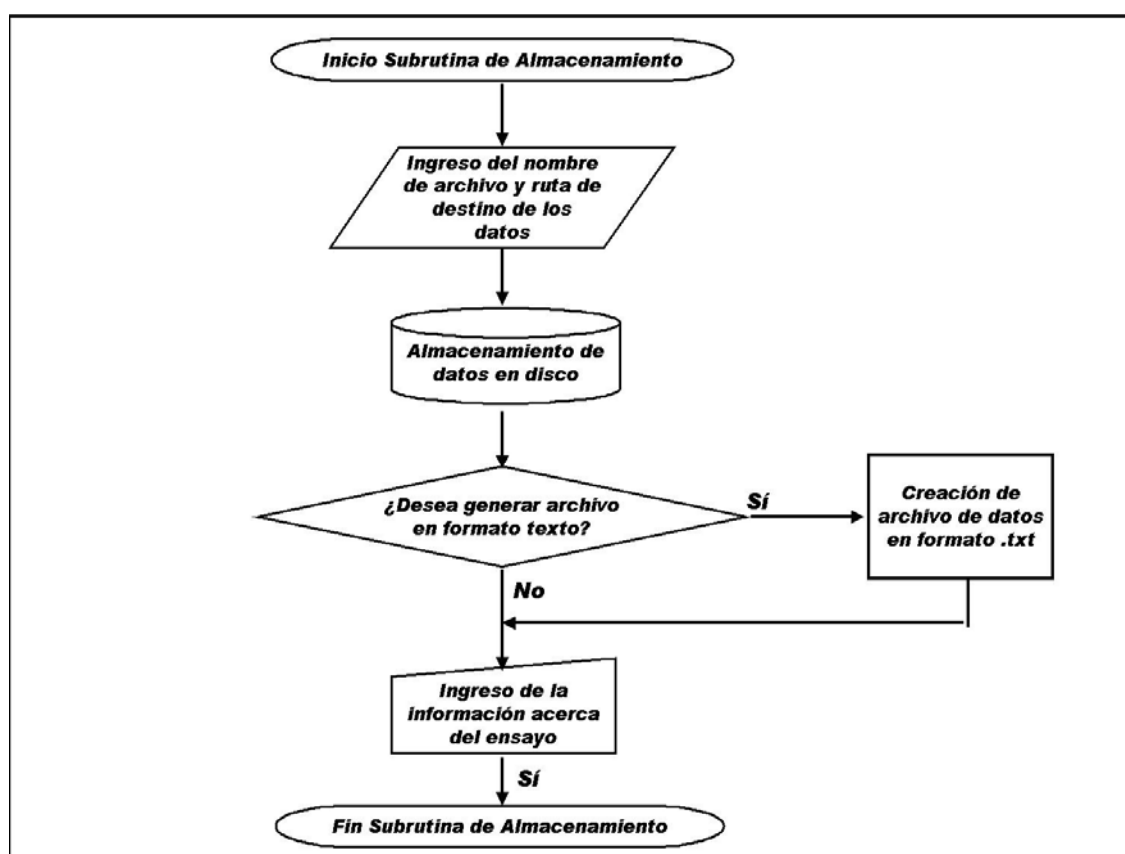 Inicio Subrutina de Almacenamiento
Ingreso del nombre
de archivo y ruta de
destino de los
datos
Almacenamiento de
datos en disco
¿Desea generar archivo
en formato texto?
Sí
Creación de
archivo de datos
en formato .txt
No
Ingreso de la
información acerca
del ensayo
Sí
Fin Subrutina de Almacenamiento